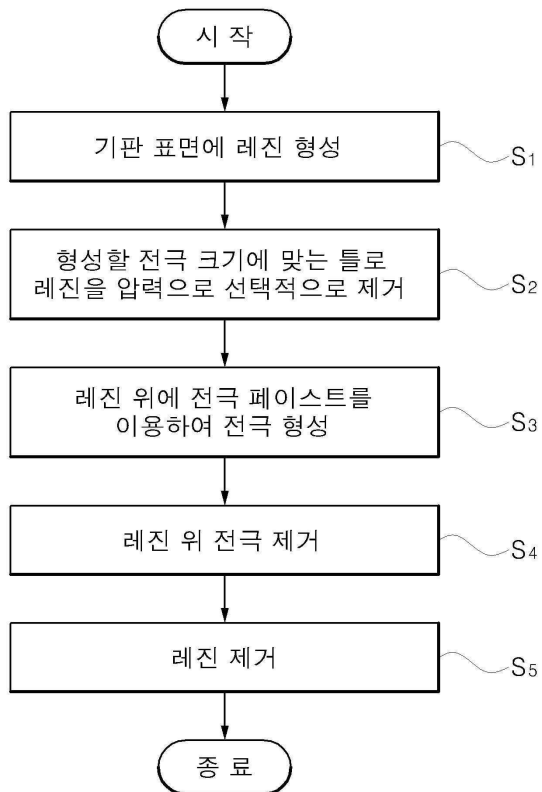 시 작
기판 표면에 레진 형성
S1
형성할 전극 크기에 맞는 틀로
레진을 압력으로 선택적으로 제거
S2
레진 위에 전극 페이스트를
이용하여 전극 형성
S3
레진 위 전극 제거
S4
레진 제거
S5
종 료